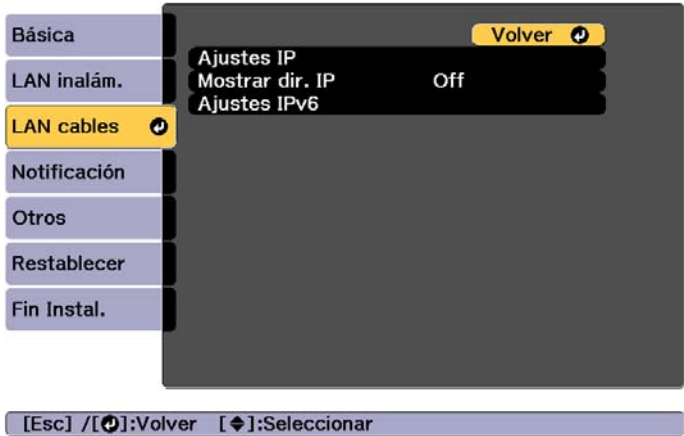 Básica
LAN inalám.
LAN cables
Notificación
Otros
Restablecer
Fin Instal.
Volver
Ajustes IP
Mostrar dir. IP Off
Ajustes IPv6
[Esc] /[↵]:Volver [◆]:Seleccionar